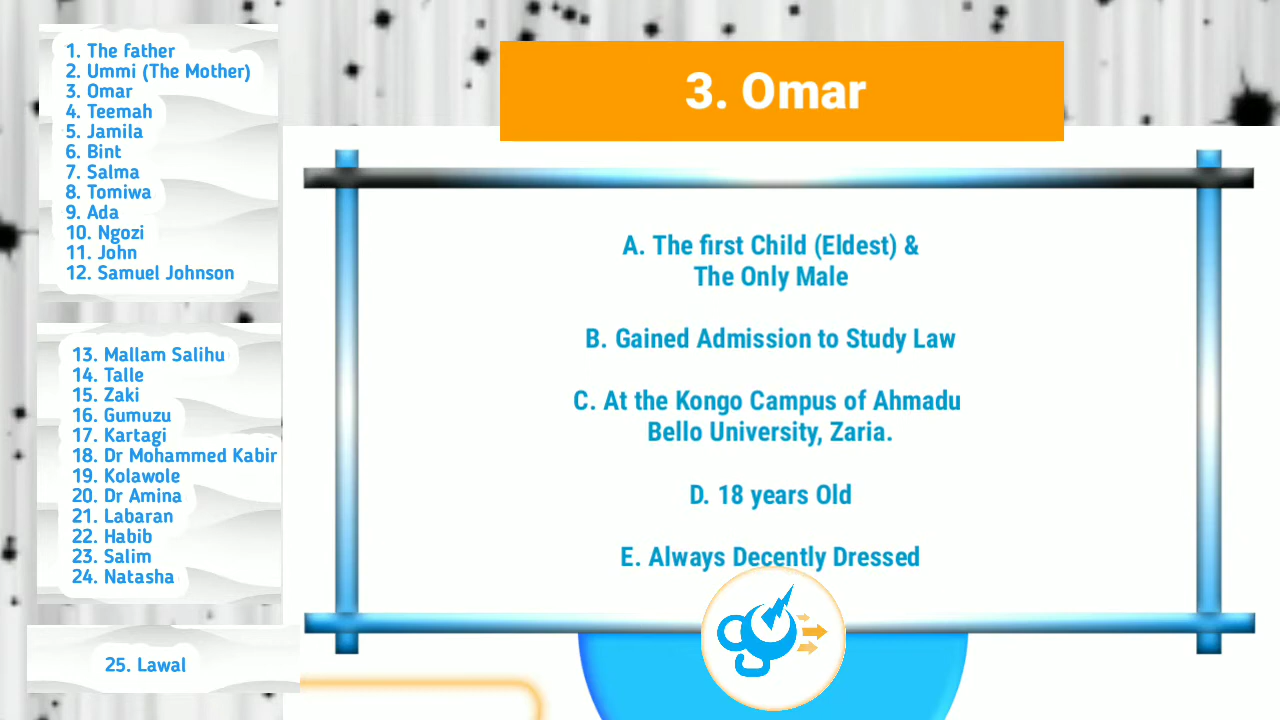 1. The father
2. Ummi (The Mother)
3. Omar
4. Teemah
5. Jamila
6. Bint
7. Salma
8. Tomiwa
9. Ada
10. Ngozi
11. John
12. Samuel Johnson
13. Mallam Salihu
14. Talle
15. Zaki
16. Gumuzu
17. Kartagi
18. Dr Mohammed Kabir
19. Kolawole
20. Dr Amina
21. Labaran
22. Habib
23. Salim
24. Natasha
25. Lawal
3. Omar
A. The first Child (Eldest) &
The Only Male
B. Gained Admission to Study Law
C. At the Kongo Campus of Ahmadu
Bello University, Zaria.
D. 18 years Old
E. Always Decently Dressed